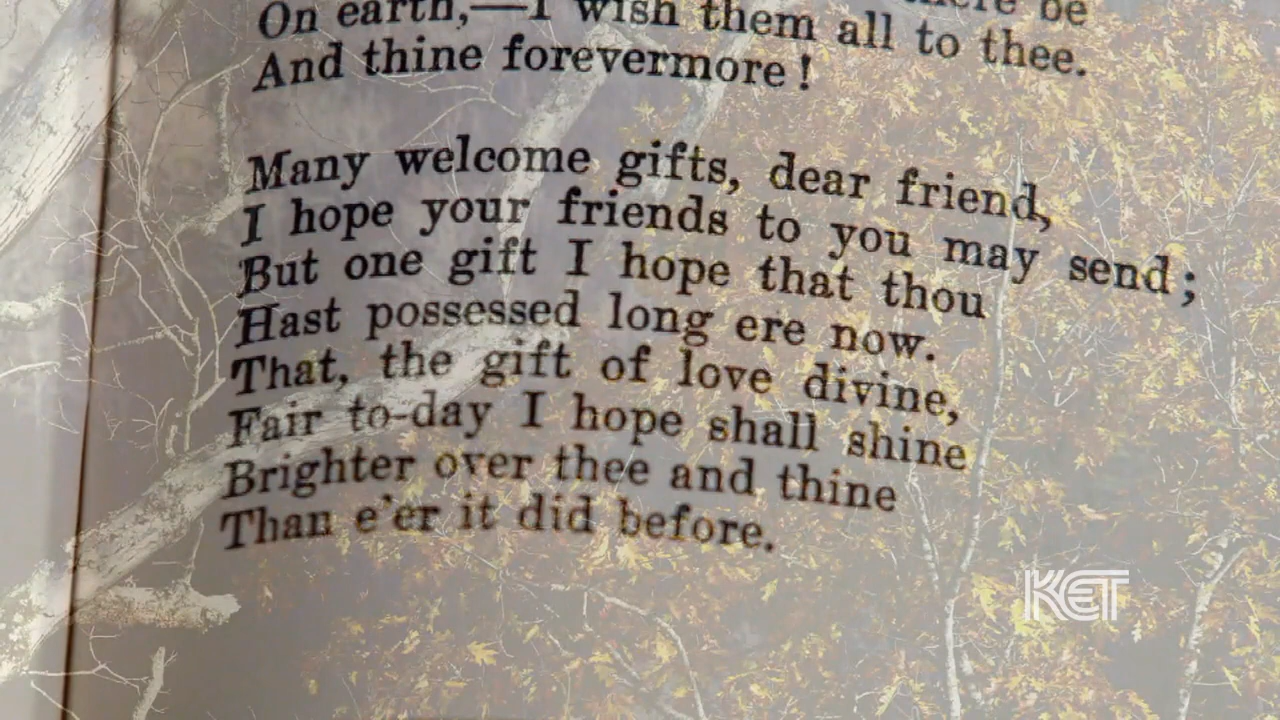 be
On earth,—I wish them all to thee.
And thine forevermore!
Many welcome gifts, dear friend,
I hope your friends to you may send;
But one gift I hope that thou
Hast possessed long ere now.
That, the gift of love divine,
Fair to-day I hope shall shine
Brighter over thee and thine
Than e'er it did before.
KET